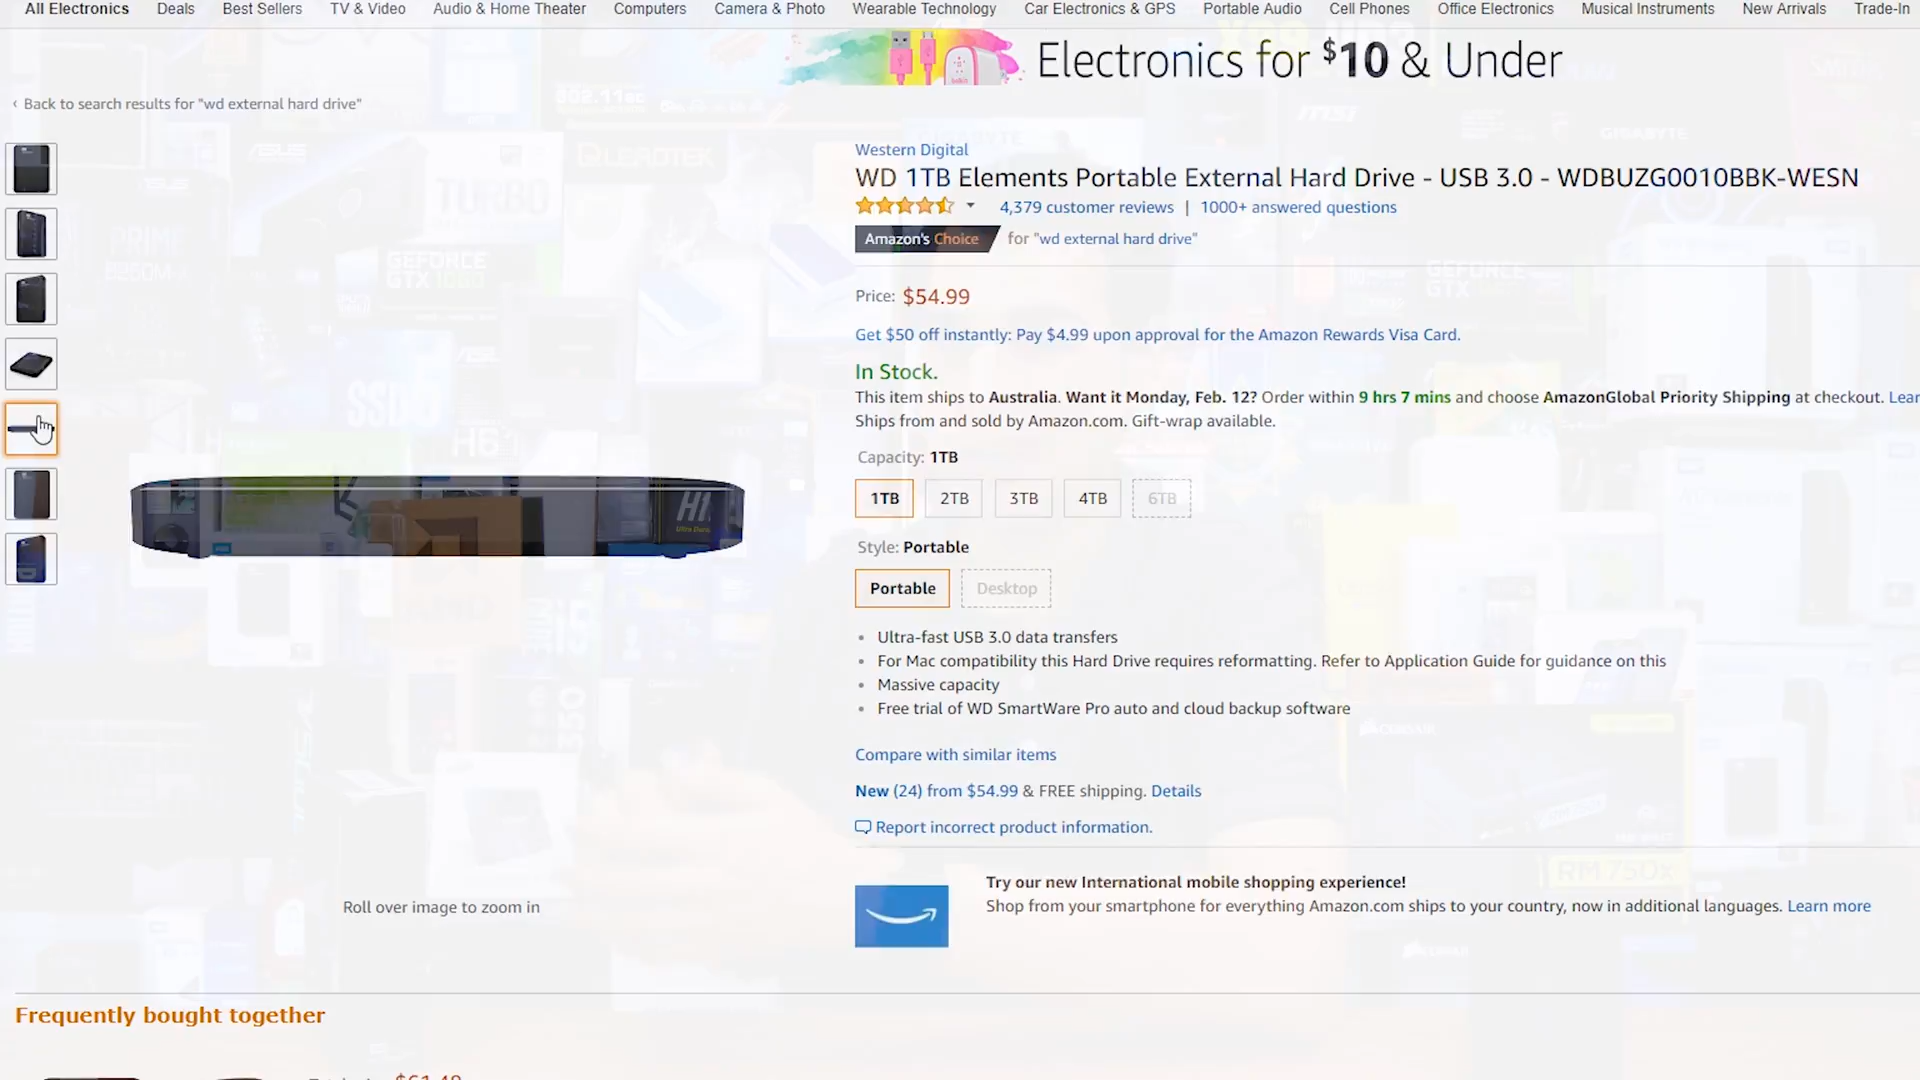 All Electronics Deals Best Sellers TV & Video Audio & Home Theater Computers Camera & Photo Wearable Technology Car Electronics & GPS Portable Audio Cell Phones Office Electronics Musical Instruments New Arrivals Trade-In
Electronics for $10 & Under
‹ Back to search results for "wd external hard drive"
Western Digital
WD 1TB Elements Portable External Hard Drive - USB 3.0 - WDBUZG0010BBK-WESN
4,379 customer reviews | 1000+ answered questions
Amazon's Choice for "wd external hard drive"
Price: $54.99
Get $50 off instantly: Pay $4.99 upon approval for the Amazon Rewards Visa Card.
In Stock.
This item ships to Australia. Want it Monday, Feb. 12? Order within 9 hrs 7 mins and choose AmazonGlobal Priority Shipping at checkout.
Ships from and sold by Amazon.com. Gift-wrap available.
Capacity: 1TB
1TB 2TB 3TB 4TB 6TB
Style: Portable
Portable Desktop
• Ultra-fast USB 3.0 data transfers
• For Mac compatibility this Hard Drive requires reformatting. Refer to Application Guide for guidance on this
• Massive capacity
• Free trial of WD SmartWare Pro auto and cloud backup software
Compare with similar items
New (24) from $54.99 & FREE shipping. Details
Report incorrect product information.
Try our new International mobile shopping experience!
Shop from your smartphone for everything Amazon.com ships to your country, now in additional languages. Learn more
Roll over image to zoom in
Frequently bought together
TURBO
LEADTEK
GEFORCE
GTX 1080
PRIME
GIGABYTE
RM 750x
CORSAIR